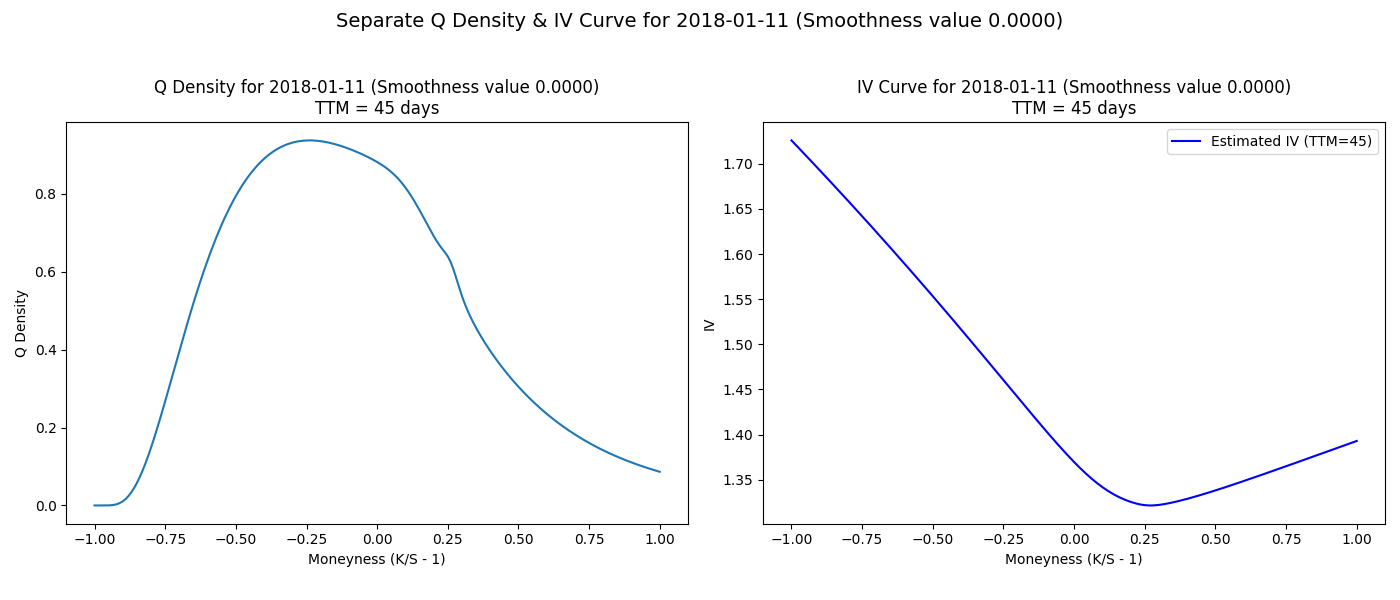 Separate Q Density & IV Curve for 2018-01-11 (Smoothness value 0.0000)
Q Density for 2018-01-11 (Smoothness value 0.0000)
TTM = 45 days
0.8
0.6
0.4
0.2
0.0
Q Density
−1.00 −0.75 −0.50 −0.25 0.00 0.25 0.50 0.75 1.00
Moneyness (K/S - 1)
IV Curve for 2018-01-11 (Smoothness value 0.0000)
TTM = 45 days
Estimated IV (TTM=45)
1.70
1.65
1.60
1.55
1.50
1.45
1.40
1.35
IV
−1.00 −0.75 −0.50 −0.25 0.00 0.25 0.50 0.75 1.00
Moneyness (K/S - 1)